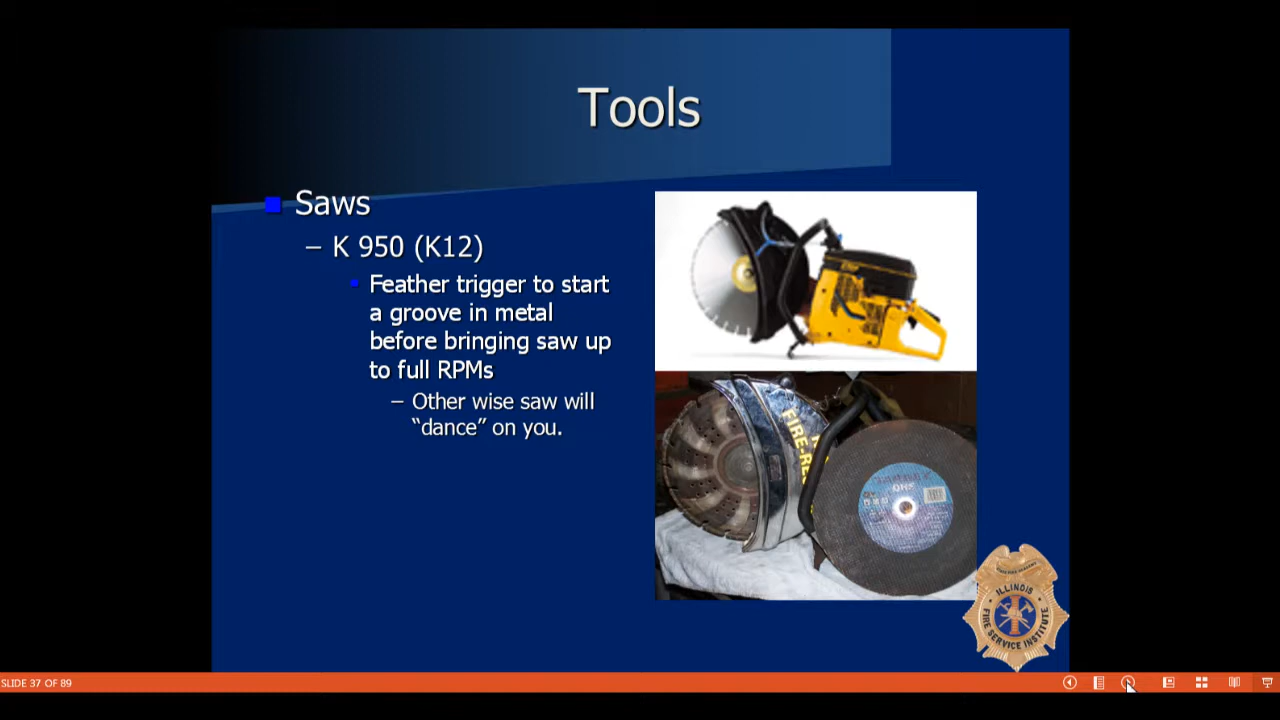 Tools
Saws
– K 950 (K12)
Feather trigger to start
a groove in metal
before bringing saw up
to full RPMs
– Other wise saw will
“dance” on you.
FIRE-RE
ILLINOIS
FIRE SERVICE INSTITUTE
SLIDE 37 OF 89